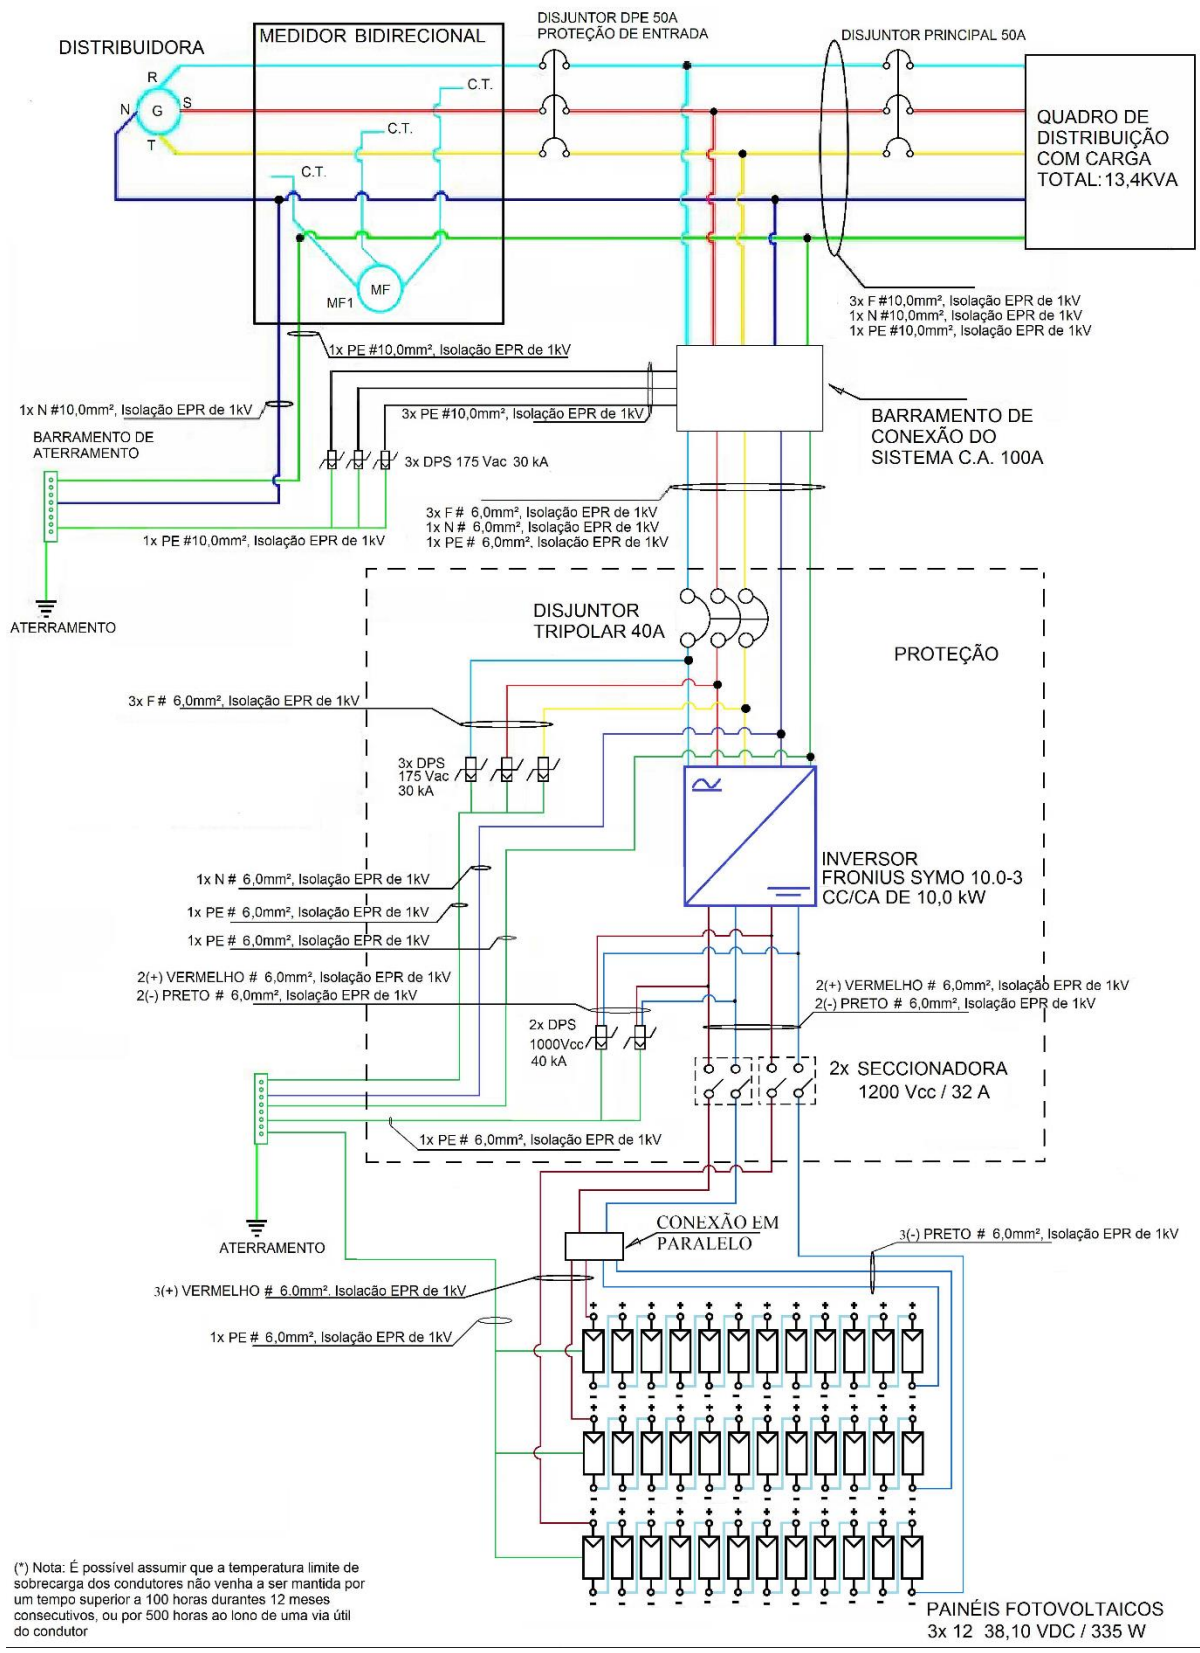 DISJUNTOR DPE 50A
PROTEÇÃO DE ENTRADA
DISTRIBUIDORA
MEDIDOR BIDIRECIONAL
DISJUNTOR PRINCIPAL 50A
R
N
G
S
T
C.T.
C.T.
C.T.
MF1
MF
QUADRO DE
DISTRIBUIÇÃO
COM CARGA
TOTAL: 13,4KVA
3x F #10,0mm², Isolação EPR de 1kV
1x N #10,0mm², Isolação EPR de 1kV
1x PE #10,0mm², Isolação EPR de 1kV
1x PE #10,0mm², Isolação EPR de 1kV
1x N #10,0mm², Isolação EPR de 1kV
3x PE #10,0mm², Isolação EPR de 1kV
BARRAMENTO DE
CONEXÃO DO
SISTEMA C.A. 100A
BARRAMENTO DE
ATERRAMENTO
3x DPS 175 Vac 30 kA
3x F # 6,0mm², Isolação EPR de 1kV
1x N # 6,0mm², Isolação EPR de 1kV
1x PE # 6,0mm², Isolação EPR de 1kV
1x PE #10,0mm², Isolação EPR de 1kV
ATERRAMENTO
DISJUNTOR
TRIPOLAR 40A
PROTEÇÃO
3x F # 6,0mm², Isolação EPR de 1kV
3x DPS
175 Vac
30 kA
INVERSOR
FRONIUS SYMO 10.0-3
CC/CA DE 10,0 kW
1x N # 6,0mm², Isolação EPR de 1kV
1x PE # 6,0mm², Isolação EPR de 1kV
1x PE # 6,0mm², Isolação EPR de 1kV
2(+) VERMELHO # 6,0mm², Isolação EPR de 1kV
2(-) PRETO # 6,0mm², Isolação EPR de 1kV
2(+) VERMELHO # 6,0mm², Isolação EPR de 1kV
2(-) PRETO # 6,0mm², Isolação EPR de 1kV
2x DPS
1000Vcc
40 kA
2x SECCIONADORA
1200 Vcc / 32 A
1x PE # 6,0mm², Isolação EPR de 1kV
ATERRAMENTO
CONEXÃO EM
PARALELO
3(-) PRETO # 6,0mm², Isolação EPR de 1kV
3(+) VERMELHO # 6.0mm². Isolacão EPR de 1kV
1x PE # 6,0mm², Isolação EPR de 1kV
+ + + + + + + + + + + +
- - - - - - - - - - - -
+ + + + + + + + + + + +
- - - - - - - - - - - -
+ + + + + + + + + + + +
- - - - - - - - - - - -
(*) Nota: É possível assumir que a temperatura limite de
sobrecarga dos condutores não venha a ser mantida por
um tempo superior a 100 horas durantes 12 meses
consecutivos, ou por 500 horas ao lono de uma via útil
do condutor
PAINÉIS FOTOVOLTAICOS
3x 12 38,10 VDC / 335 W